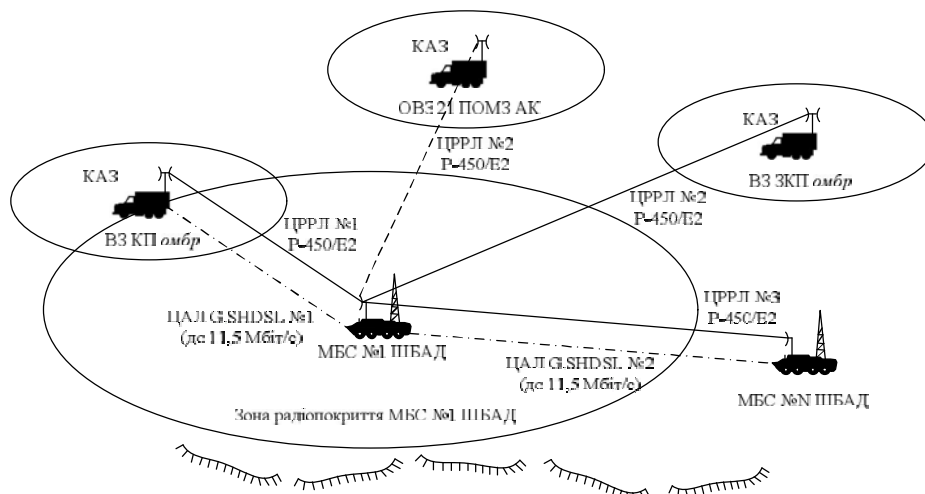 КАЗ
ОВЗ 21 ПОМЗ АК
ЦРРЛ №2
Р-450/Е2
КАЗ
ВЗ ЗКП омбр
ЦРРЛ №2
Р-450/Е2
КАЗ
ВЗ КП омбр
ЦРРЛ №1
Р-450/Е2
ЦАЛ G.SHDSL №1
(до 11,5 Мбіт/с)
МБС №1 ШБАД
ЦРРЛ №3
Р-450/Е2
ЦАЛ G.SHDSL №2
(до 11,5 Мбіт/с)
МБС №N ШБАД
Зона радіопокриття МБС №1 ШБАД